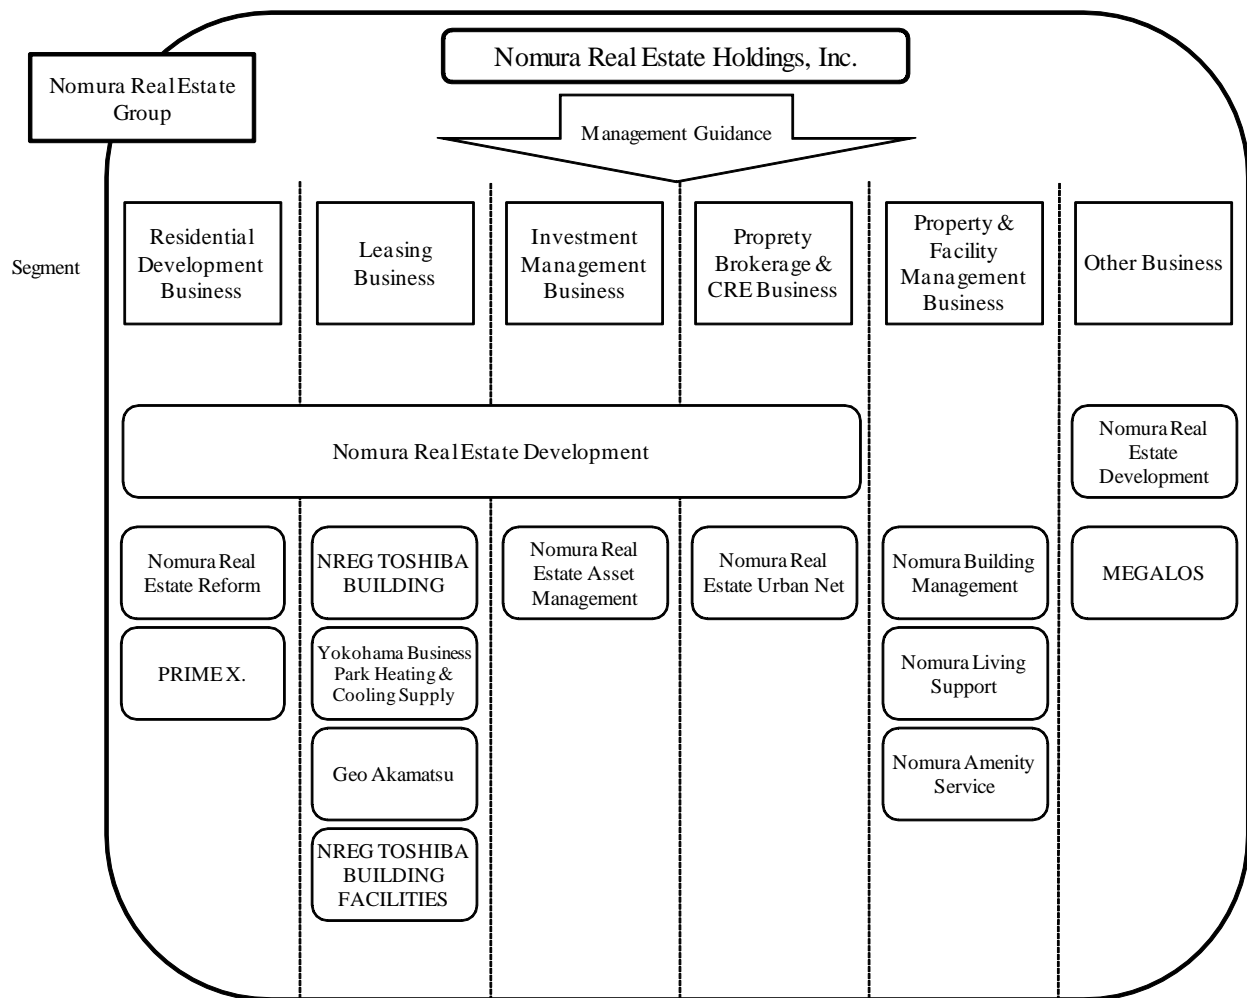 Nomura Real Estate Holdings, Inc.
Nomura Real Estate
Group
Management Guidance
Segment
Residential
Development
Business
Leasing
Business
Investment
Management
Business
Proprety
Brokerage &
CRE Business
Property &
Facility
Management
Business
Other Business
Nomura Real Estate Development
Nomura Real
Estate
Development
Nomura Real
Estate Reform
NREG TOSHIBA
BUILDING
Nomura Real
Estate Asset
Management
Nomura Real
Estate Urban Net
Nomura Building
Management
MEGALOS
PRIME X.
Yokohama Business
Park Heating &
Cooling Supply
Nomura Living
Support
Geo Akamatsu
Nomura Amenity
Service
NREG TOSHIBA
BUILDING
FACILITIES